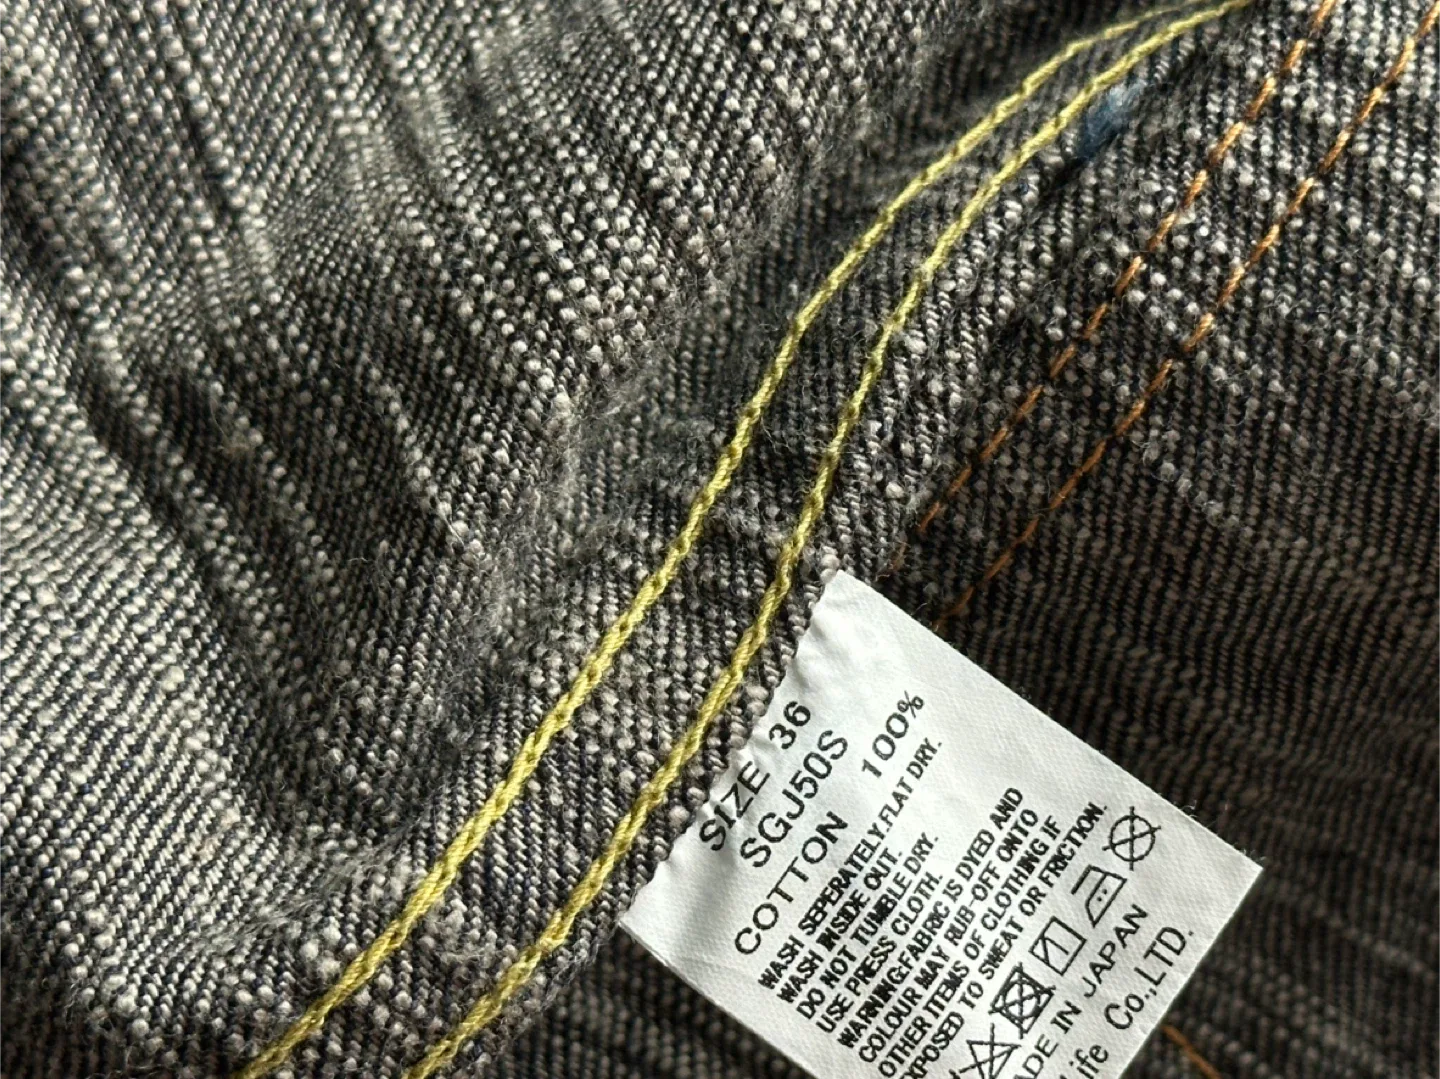 SIZE 36
SGJ50S
COTTON 100%
WASH SEPERATELY.FLAT DRY.
WASH INSIDE OUT.
DO NOT TUMBLE DRY.
USE PRESS CLOTH.
WARNING:FABRIC IS DYED AND
COLOUR MAY RUB-OFF ONTO
OTHER ITEMS OF CLOTHING IF
EXPOSED TO SWEAT OR FRICTION.
MADE IN JAPAN
Life Co.,LTD.